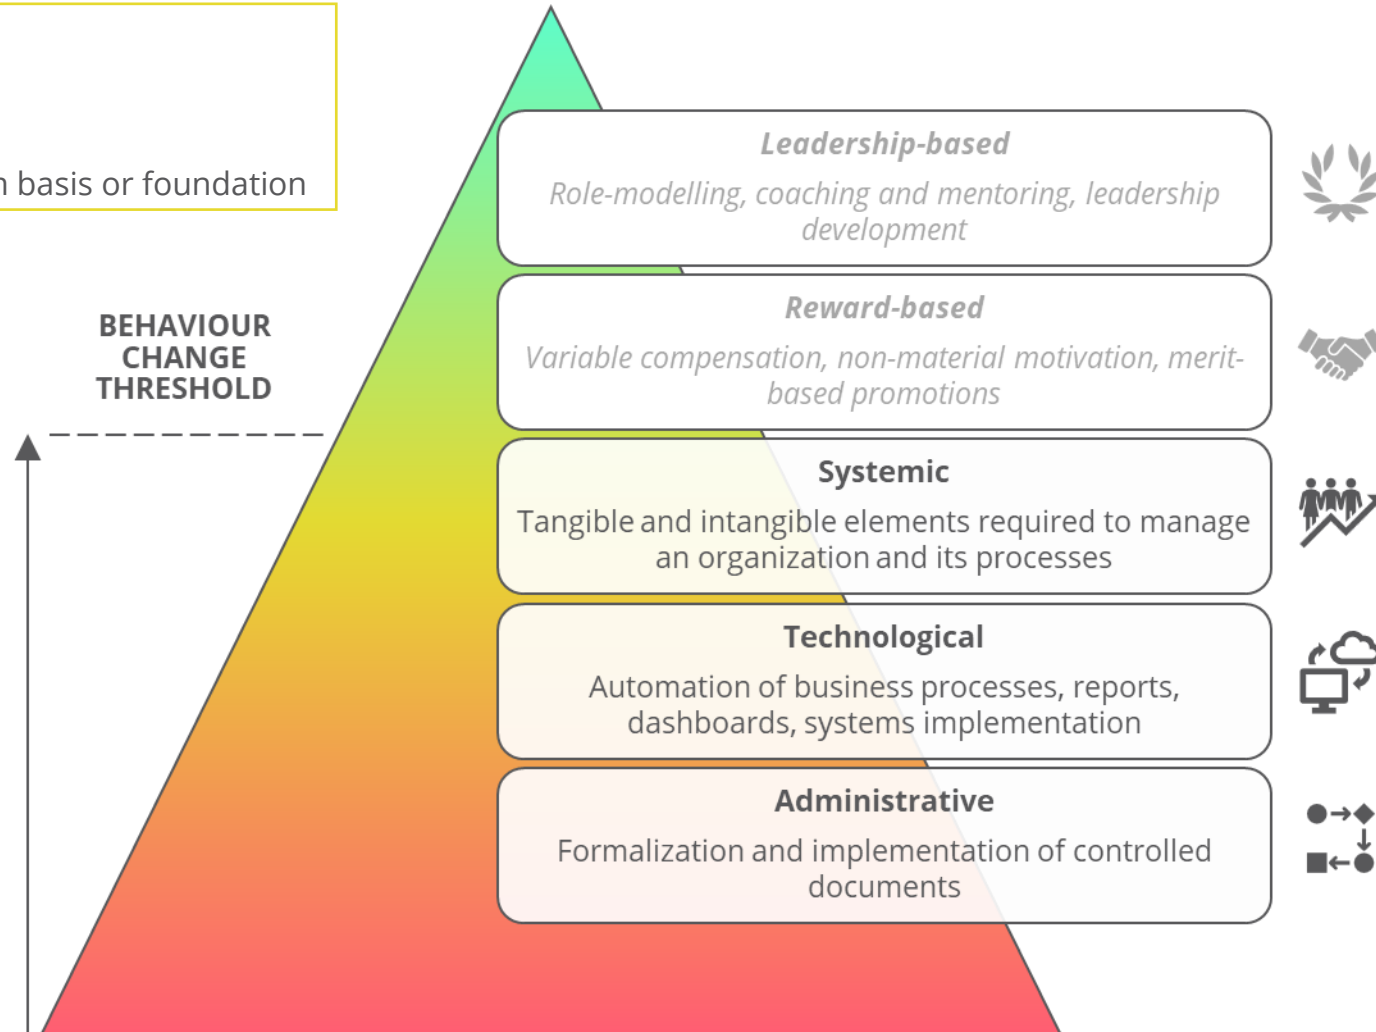 basis or foundation
BEHAVIOUR
CHANGE
THRESHOLD
Leadership-based
Role-modelling, coaching and mentoring, leadership
development
Reward-based
Variable compensation, non-material motivation, merit-
based promotions
Systemic
Tangible and intangible elements required to manage
an organization and its processes
Technological
Automation of business processes, reports,
dashboards, systems implementation
Administrative
Formalization and implementation of controlled
documents